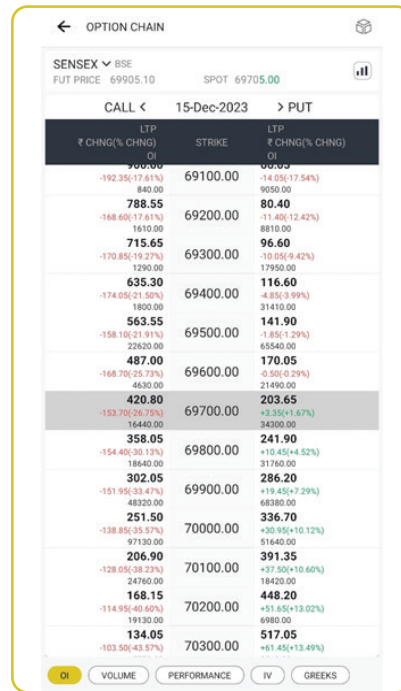 OPTION CHAIN
SENSEX BSE
FUT PRICE 69905.10 SPOT 69705.00
CALL < 15-Dec-2023 > PUT
LTP LTP
₹ CHNG(% CHNG) STRIKE ₹ CHNG(% CHNG)
OI OI
-192.35(-17.61%) 69100.00 -14.05(-17.54%)
840.00 9050.00
788.55 80.40
-168.60(-17.61%) 69200.00 -11.40(-12.42%)
1610.00 8810.00
715.65 96.60
-170.85(-19.27%) 69300.00 -10.05(-9.42%)
1290.00 17950.00
635.30 116.60
-174.05(-21.50%) 69400.00 -4.85(-3.99%)
1800.00 31410.00
563.55 141.90
-158.10(-21.91%) 69500.00 -1.85(-1.29%)
22620.00 65540.00
487.00 170.05
-168.70(-25.73%) 69600.00 -0.50(-0.29%)
4630.00 21490.00
420.80 203.65
-153.70(-26.75%) 69700.00 +3.35(+1.67%)
16440.00 34300.00
358.05 241.90
-154.40(-30.13%) 69800.00 +10.45(+4.52%)
18640.00 31760.00
302.05 286.20
-151.95(-33.47%) 69900.00 +19.45(+7.29%)
48320.00 68380.00
251.50 336.70
-138.85(-35.57%) 70000.00 +30.95(+10.12%)
97130.00 51640.00
206.90 391.35
-128.05(-38.23%) 70100.00 +37.50(+10.60%)
24760.00 18420.00
168.15 448.20
-114.95(-40.60%) 70200.00 +51.65(+13.02%)
19130.00 6980.00
134.05 517.05
-103.50(-43.57%) 70300.00 +61.45(+13.49%)
OI VOLUME PERFORMANCE IV GREEKS